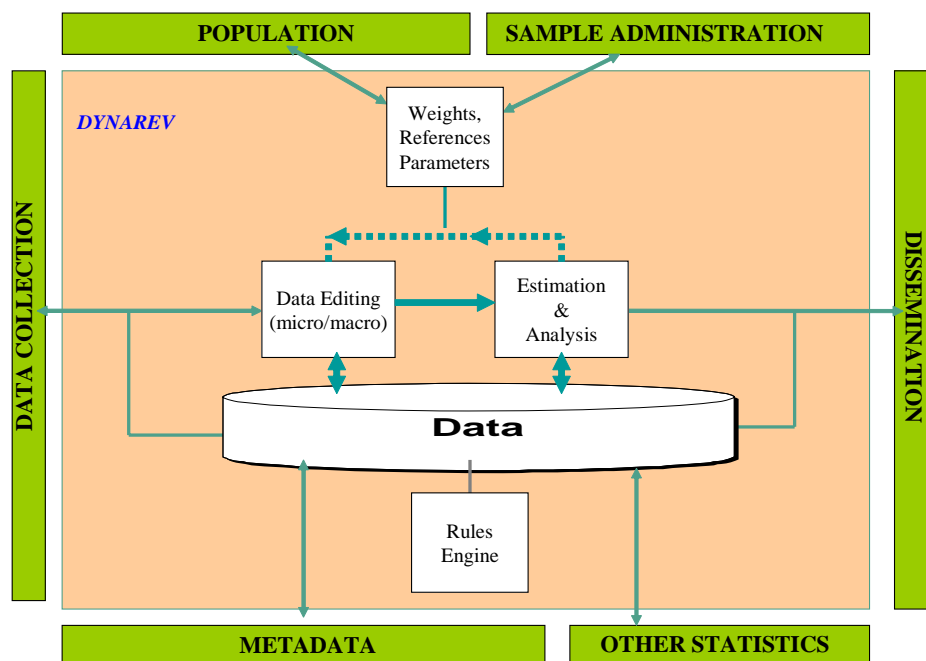 POPULATION
SAMPLE ADMINISTRATION
DYNAREV
Weights,
References
Parameters
DATA COLLECTION
DISSEMINATION
Data Editing
(micro/macro)
Estimation
&
Analysis
Data
Rules
Engine
METADATA
OTHER STATISTICS